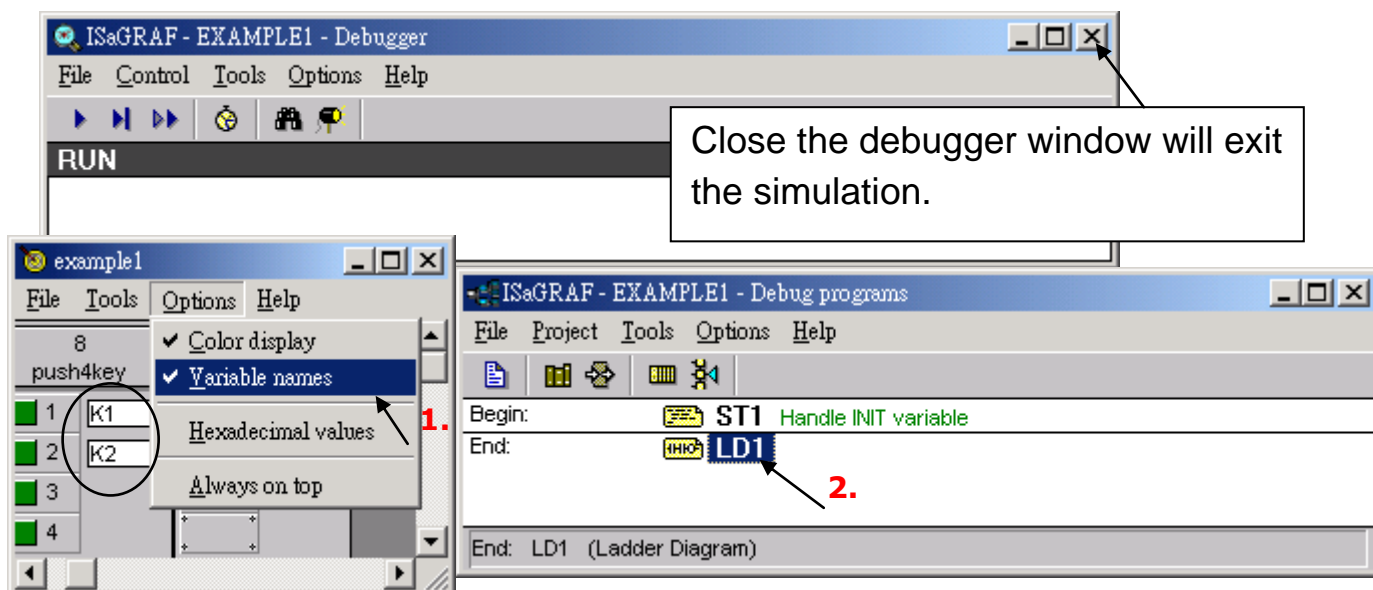 ISaGRAF - EXAMPLE1 - Debugger
File Control Tools Options Help
RUN
Close the debugger window will exit
the simulation.
example1
File Tools Options Help
8
push4key
1 K1
2 K2
3
4
Color display
Variable names
Hexadecimal values
Always on top
1.
ISaGRAF - EXAMPLE1 - Debug programs
File Project Tools Options Help
Begin: ST1 Handle INIT variable
End: LD1
2.
End: LD1 (Ladder Diagram)